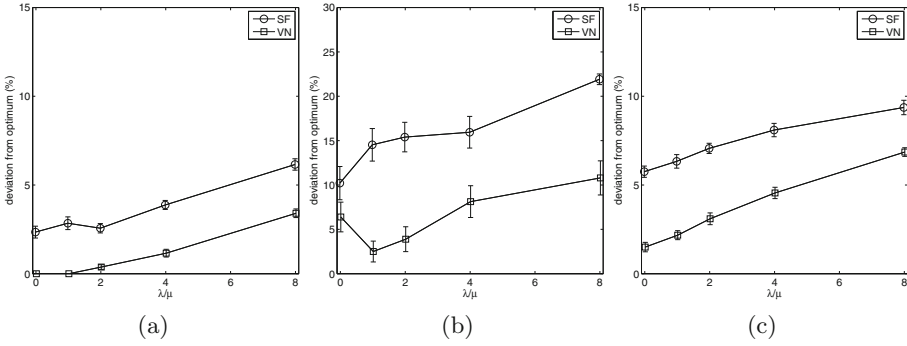 15
10
5
0
deviation from optimum (%)
SF
VN
0 2 4 6 8
λ/μ
(a)
30
25
20
15
10
5
0
deviation from optimum (%)
SF
VN
0 2 4 6 8
λ/μ
(b)
15
10
5
0
deviation from optimum (%)
SF
VN
0 2 4 6 8
λ/μ
(c)